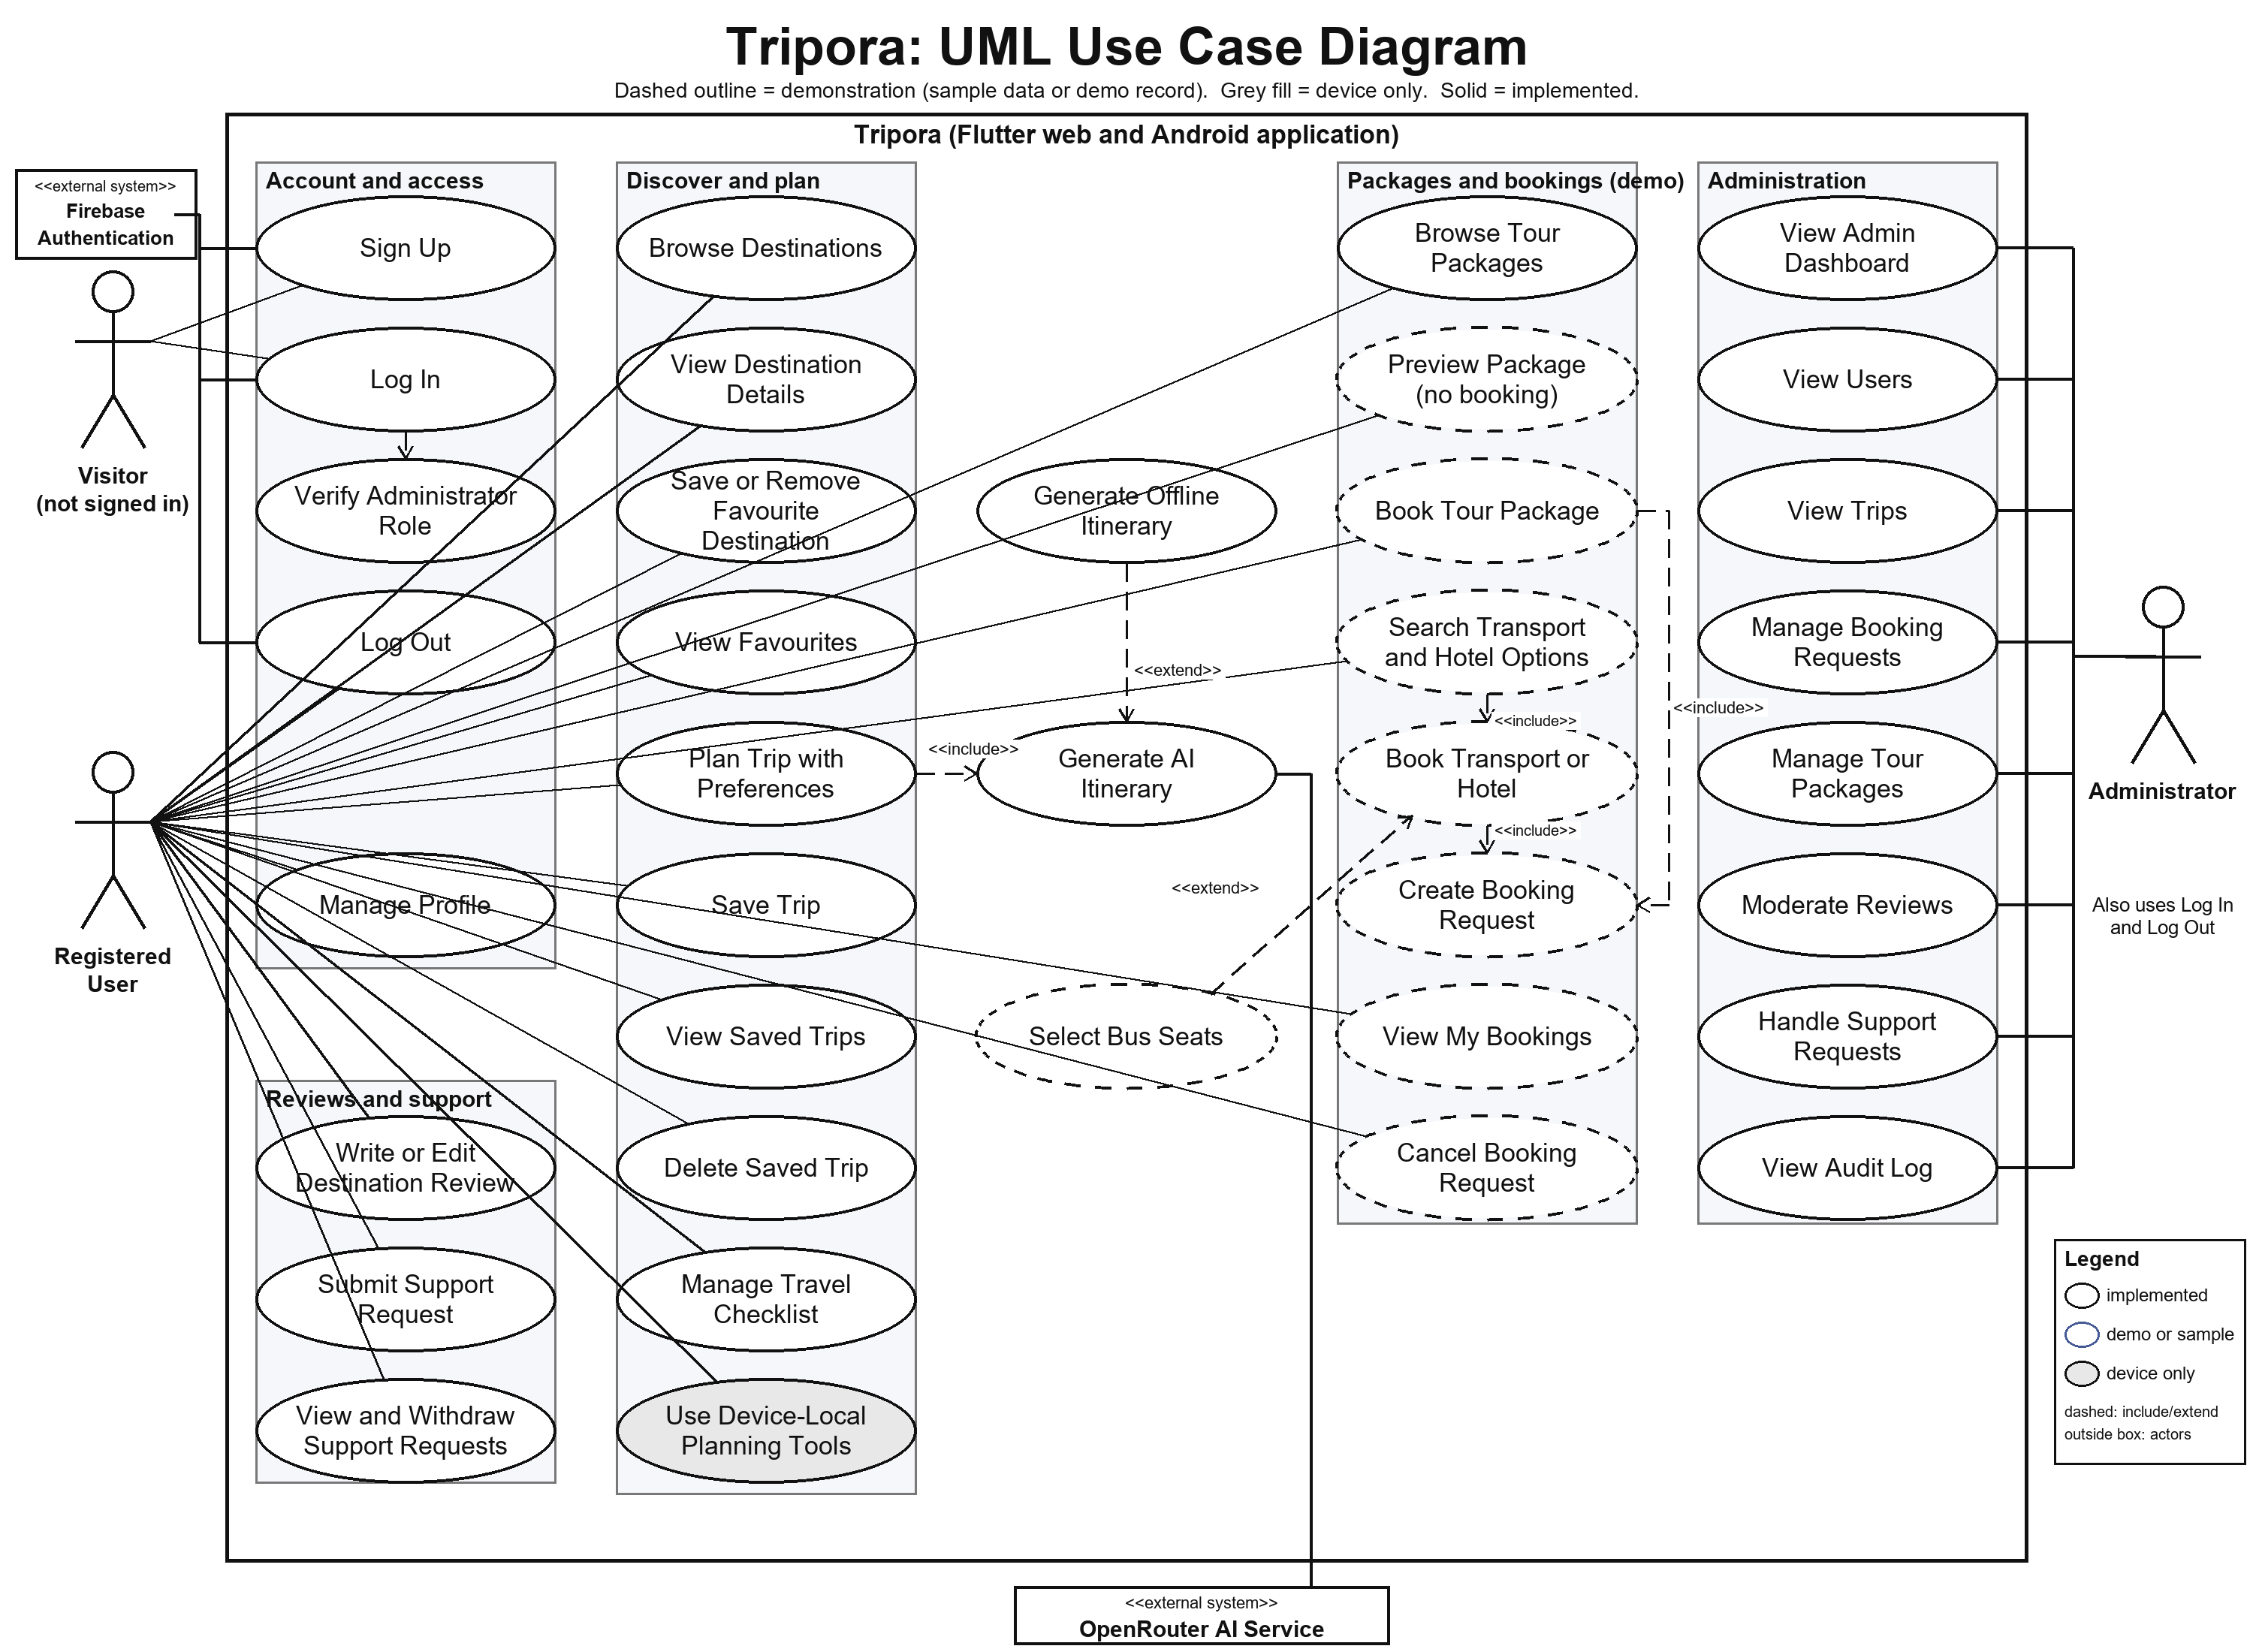 Tripora: UML Use Case Diagram
Dashed outline = demonstration (sample data or demo record).  Grey fill = device only.  Solid = implemented.
Tripora (Flutter web and Android application)
<<external system>>
Firebase
Authentication
Visitor
(not signed in)
Registered
User
Account and access
Sign Up
Log In
Verify Administrator
Role
Log Out
Manage Profile
Reviews and support
Write or Edit
Destination Review
Submit Support
Request
View and Withdraw
Support Requests
Discover and plan
Browse Destinations
View Destination
Details
Save or Remove
Favourite
Destination
View Favourites
Plan Trip with
Preferences
Save Trip
View Saved Trips
Delete Saved Trip
Manage Travel
Checklist
Use Device-Local
Planning Tools
Generate Offline
Itinerary
<<extend>>
<<include>>
Generate AI
Itinerary
<<extend>>
Select Bus Seats
Packages and bookings (demo)
Browse Tour
Packages
Preview Package
(no booking)
Book Tour Package
Search Transport
and Hotel Options
<<include>>
<<include>>
Book Transport or
Hotel
<<include>>
Create Booking
Request
View My Bookings
Cancel Booking
Request
Administration
View Admin
Dashboard
View Users
View Trips
Manage Booking
Requests
Manage Tour
Packages
Moderate Reviews
Handle Support
Requests
View Audit Log
Administrator
Also uses Log In
and Log Out
Legend
implemented
demo or sample
device only
dashed: include/extend
outside box: actors
<<external system>>
OpenRouter AI Service